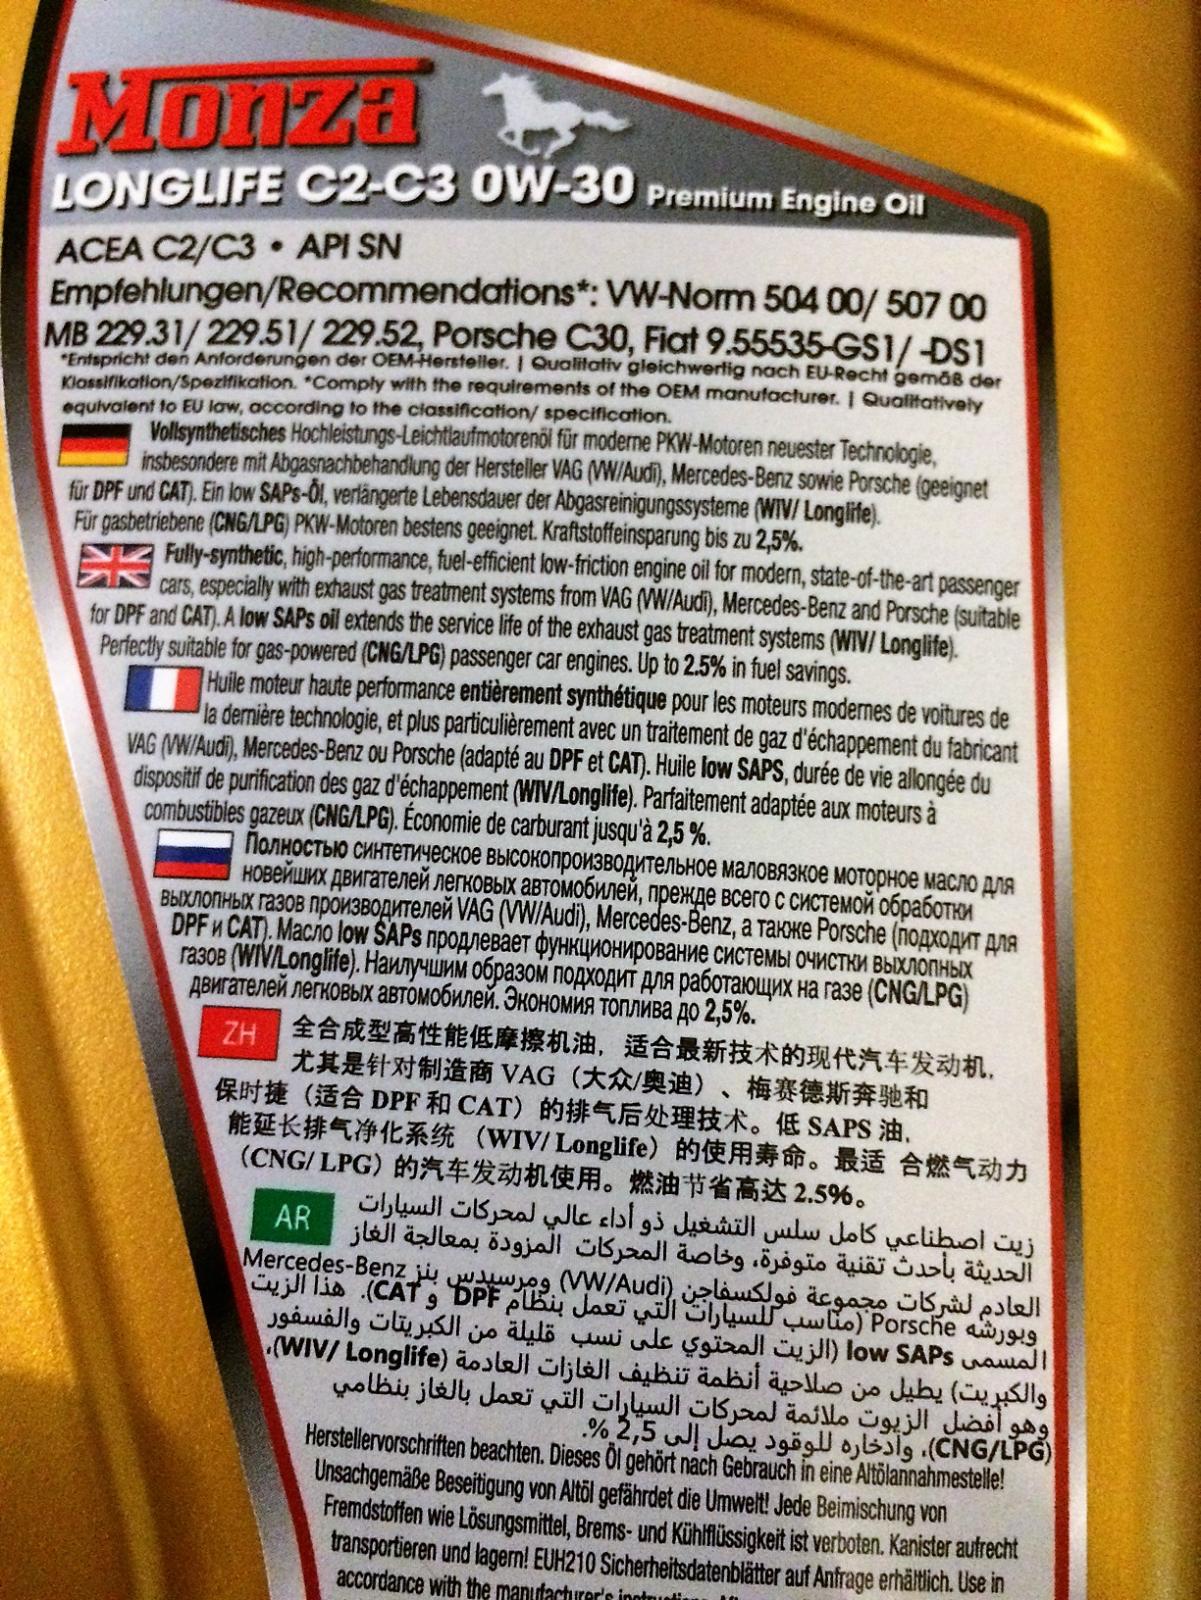 Monza
LONGLIFE C2-C3 0W-30 Premium Engine Oil
ACEA C2/C3 • API SN
Empfehlungen/Recommendations*: VW-Norm 504 00/ 507 00
MB 229.31/ 229.51/ 229.52, Porsche C30, Fiat 9.55535-GS1/ -DS1
*Entspricht den Anforderungen der OEM-Hersteller. | Qualitativ gleichwertig nach EU-Recht gemäß der
Klassifikation/Spezifikation. *Comply with the requirements of the OEM manufacturer. | Qualitatively
equivalent to EU law, according to the classification/ specification.
Vollsynthetisches Hochleistungs-Leichtlaufmotorenöl für moderne PKW-Motoren neuester Technologie,
insbesondere mit Abgasnachbehandlung der Hersteller VAG (VW/Audi), Mercedes-Benz sowie Porsche (geeignet
für DPF und CAT). Ein low SAPs-Öl, verlängerte Lebensdauer der Abgasreinigungssysteme (WIV/ Longlife).
Für gasbetriebene (CNG/LPG) PKW-Motoren bestens geeignet. Kraftstoffeinsparung bis zu 2,5%.
Fully-synthetic, high-performance, fuel-efficient low-friction engine oil for modern, state-of-the-art passenger
cars, especially with exhaust gas treatment systems from VAG (VW/Audi), Mercedes-Benz and Porsche (suitable
for DPF and CAT). A low SAPs oil extends the service life of the exhaust gas treatment systems (WIV/ Longlife).
Perfectly suitable for gas-powered (CNG/LPG) passenger car engines. Up to 2.5% in fuel savings.
Huile moteur haute performance entièrement synthétique pour les moteurs modernes de voitures de
la dernière technologie, et plus particulièrement avec un traitement de gaz d'échappement du fabricant
VAG (VW/Audi), Mercedes-Benz ou Porsche (adapté au DPF et CAT). Huile low SAPS, durée de vie allongée du
dispositif de purification des gaz d'échappement (WIV/Longlife). Parfaitement adaptée aux moteurs à
combustibles gazeux (CNG/LPG). Économie de carburant jusqu'à 2,5 %.
Полностью синтетическое высокопроизводительное маловязкое моторное масло для
новейших двигателей легковых автомобилей, прежде всего с системой обработки
выхлопных газов производителей VAG (VW/Audi), Mercedes-Benz, а также Porsche (подходит для
DPF и CAT). Масло low SAPs продлевает функционирование системы очистки выхлопных
газов (WIV/Longlife). Наилучшим образом подходит для работающих на газе (CNG/LPG)
двигателей легковых автомобилей. Экономия топлива до 2,5%.
ZH 全合成型高性能低摩擦机油，适合最新技术的现代汽车发动机，
尤其是针对制造商 VAG（大众/奥迪）、梅赛德斯奔驰和
保时捷（适合 DPF 和 CAT）的排气后处理技术。低 SAPS 油，
能延长排气净化系统 （WIV/ Longlife）的使用寿命。最适 合燃气动力
（CNG/ LPG）的汽车发动机使用。燃油节省高达 2.5%。
AR زيت اصطناعي كامل سلس التشغيل ذو أداء عالي لمحركات السيارات
الحديثة بأحدث تقنية متوفرة، وخاصة المحركات المزودة بمعالجة الغاز
العادم لشركات مجموعة فولكسفاجن (VW/Audi) ومرسيدس بنز Mercedes-Benz
وبورشه Porsche (مناسب للسيارات التي تعمل بنظام DPF و CAT). هذا الزيت
المسمى low SAPs (الزيت المحتوي على نسب قليلة من الكبريتات والفسفور
والكبريت) يطيل من صلاحية أنظمة تنظيف الغازات العادمة (WIV/ Longlife)،
وهو أفضل الزيوت ملائمة لمحركات السيارات التي تعمل بالغاز بنظامي
(CNG/LPG)، وادخاره للوقود يصل إلى 2,5 %.
Herstellervorschriften beachten. Dieses Öl gehört nach Gebrauch in eine Altölannahmestelle!
Unsachgemäße Beseitigung von Altöl gefährdet die Umwelt! Jede Beimischung von
Fremdstoffen wie Lösungsmittel, Brems- und Kühlflüssigkeit ist verboten. Kanister aufrecht
transportieren und lagern! EUH210 Sicherheitsdatenblätter auf Anfrage erhältlich. Use in
accordance with the manufacturer's